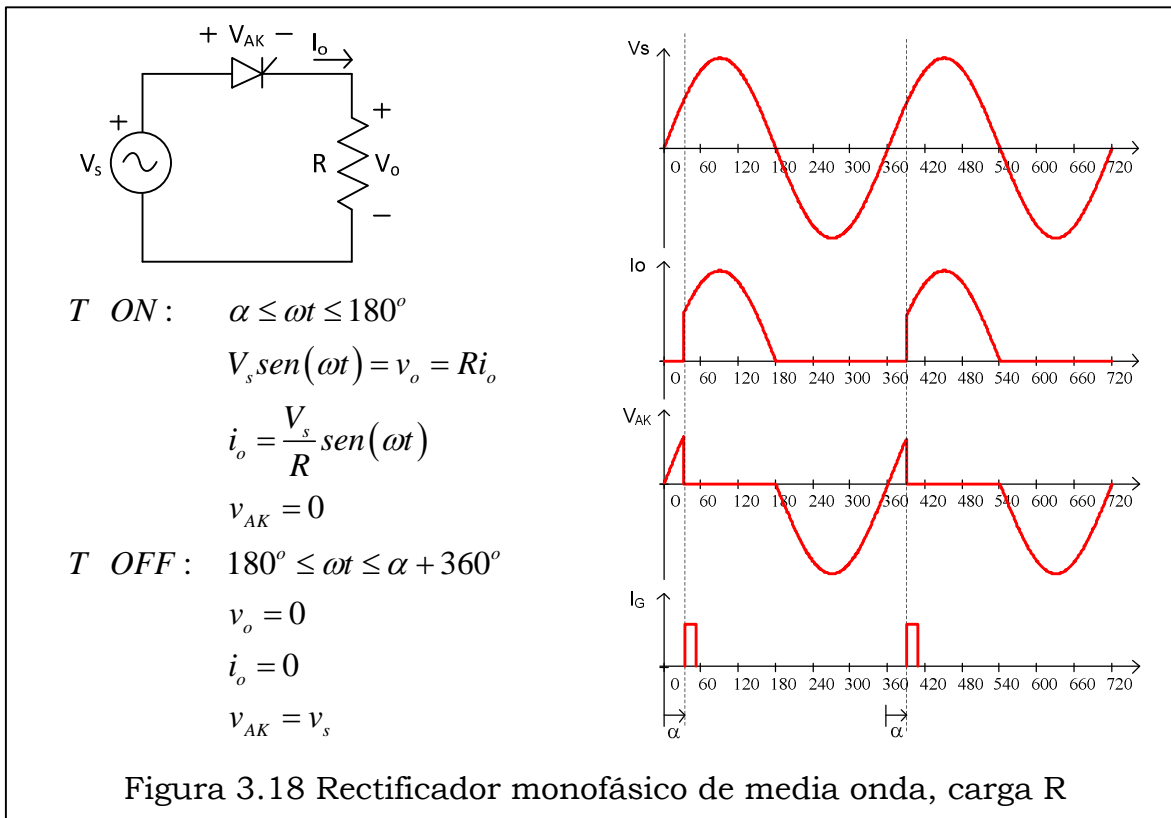 + V_AK − I_o
+
V_s
R
+
V_o
−
T ON : α ≤ ωt ≤ 180°
V_s sen(ωt) = v_o = Ri_o
i_o = V_s/R sen(ωt)
v_AK = 0
T OFF : 180° ≤ ωt ≤ α + 360°
v_o = 0
i_o = 0
v_AK = v_s
Vs
0 60 120 180 240 300 360 420 480 540 600 660 720
Io
0 60 120 180 240 300 360 420 480 540 600 660 720
V_AK
0 60 120 180 240 300 360 420 480 540 600 660 720
I_G
0 60 120 180 240 300 360 420 480 540 600 660 720
α α
Figura 3.18 Rectificador monofásico de media onda, carga R